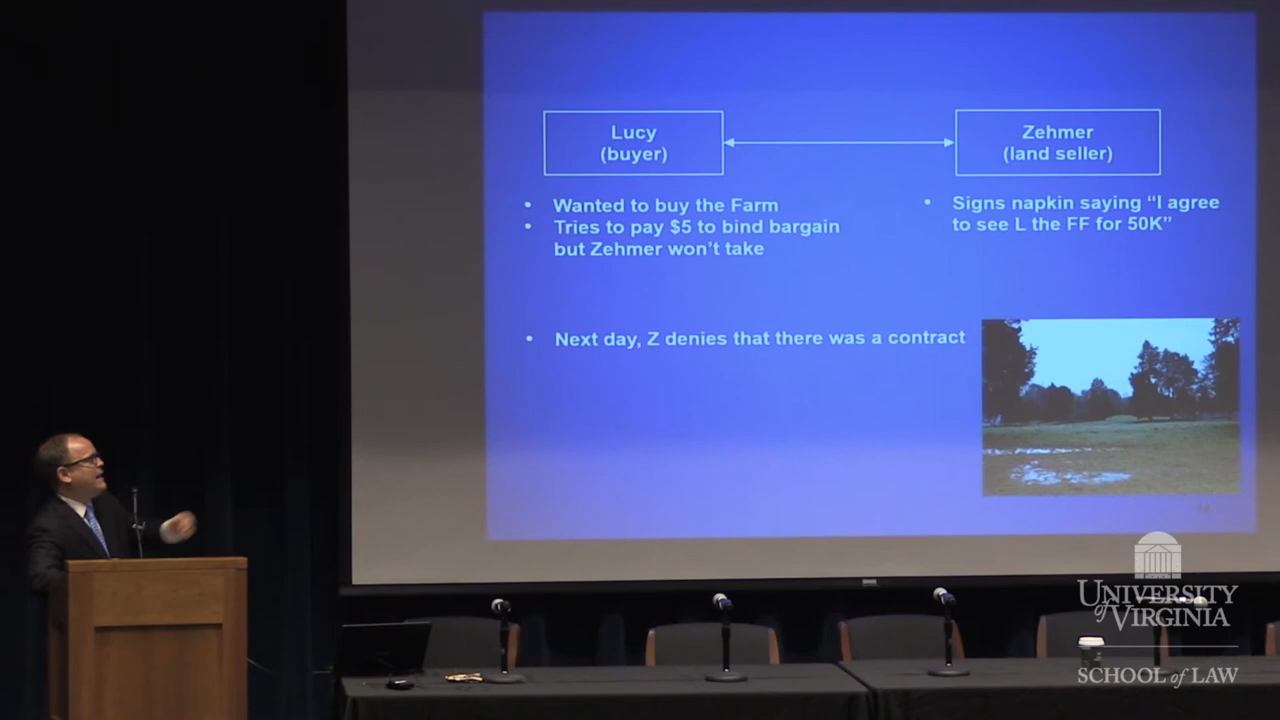 Lucy
(buyer)
Zehmer
(land seller)
• Wanted to buy the Farm
• Tries to pay $5 to bind bargain
but Zehmer won’t take
• Signs napkin saying “I agree
to see L the FF for 50K”
• Next day, Z denies that there was a contract
UNIVERSITY
of VIRGINIA
SCHOOL of LAW